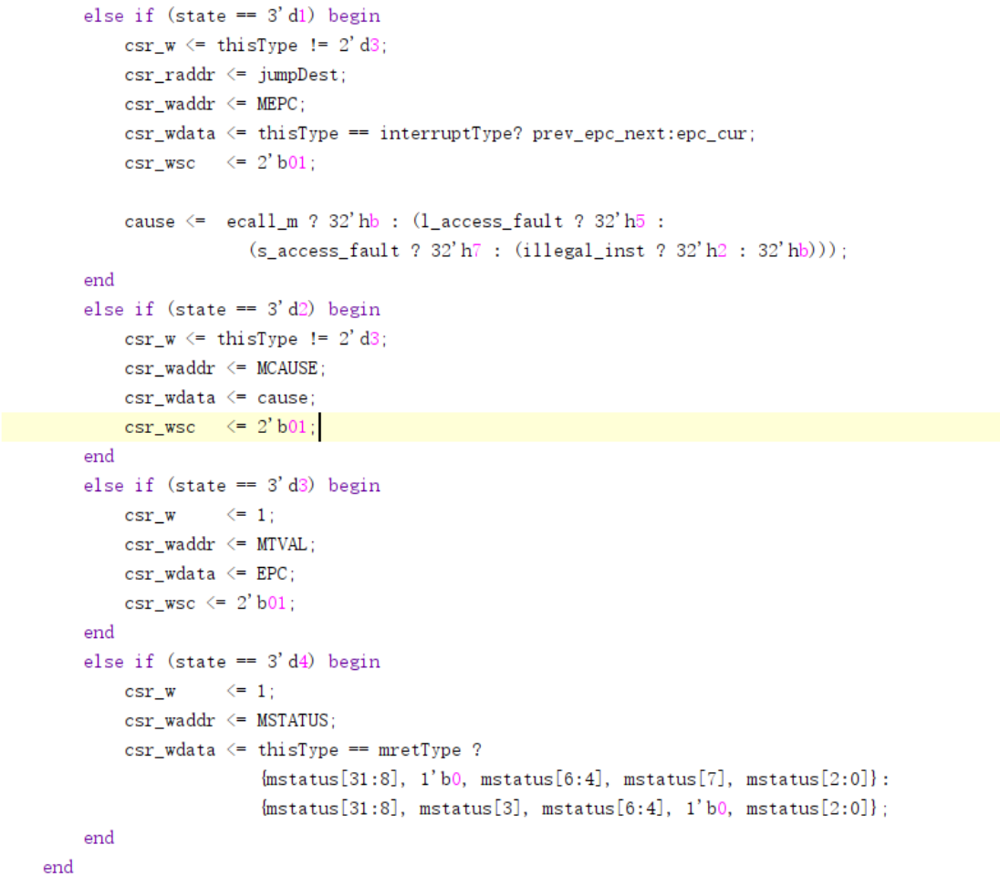 else if (state == 3'd1) begin
csr_w <= thisType != 2'd3;
csr_raddr <= jumpDest;
csr_waddr <= MEPC;
csr_wdata <= thisType == interruptType? prev_epc_next:epc_cur;
csr_wsc   <= 2'b01;
cause <=  ecall_m ? 32'hb : (l_access_fault ? 32'h5 :
(s_access_fault ? 32'h7 : (illegal_inst ? 32'h2 : 32'hb)));
end
else if (state == 3'd2) begin
csr_w <= thisType != 2'd3;
csr_waddr <= MCAUSE;
csr_wdata <= cause;
csr_wsc   <= 2'b01;
end
else if (state == 3'd3) begin
csr_w     <= 1;
csr_waddr <= MTVAL;
csr_wdata <= EPC;
csr_wsc <= 2'b01;
end
else if (state == 3'd4) begin
csr_w     <= 1;
csr_waddr <= MSTATUS;
csr_wdata <= thisType == mretType ?
{mstatus[31:8], 1'b0, mstatus[6:4], mstatus[7], mstatus[2:0]}:
{mstatus[31:8], mstatus[3], mstatus[6:4], 1'b0, mstatus[2:0]};
end
end